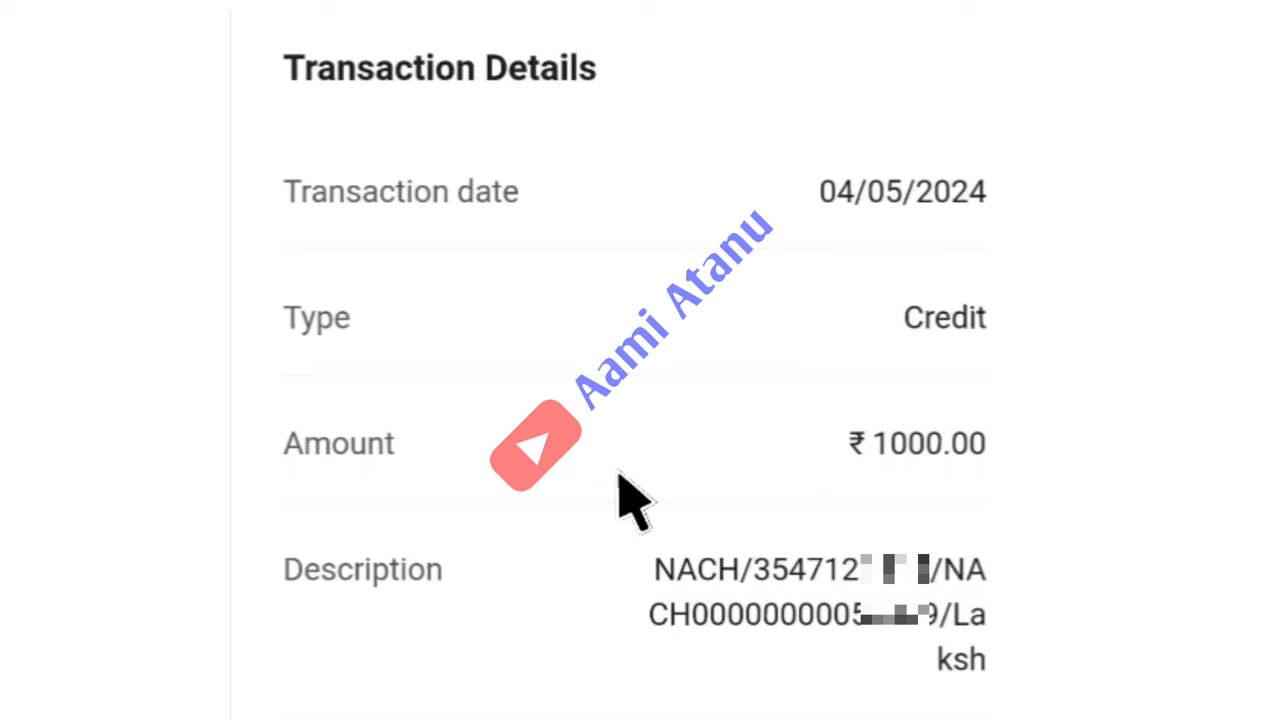 Transaction Details
Transaction date 04/05/2024
Type Credit
Amount ₹ 1000.00
Description NACH/354712 /NA
CH0000000005 9/La
ksh
Aami Atanu